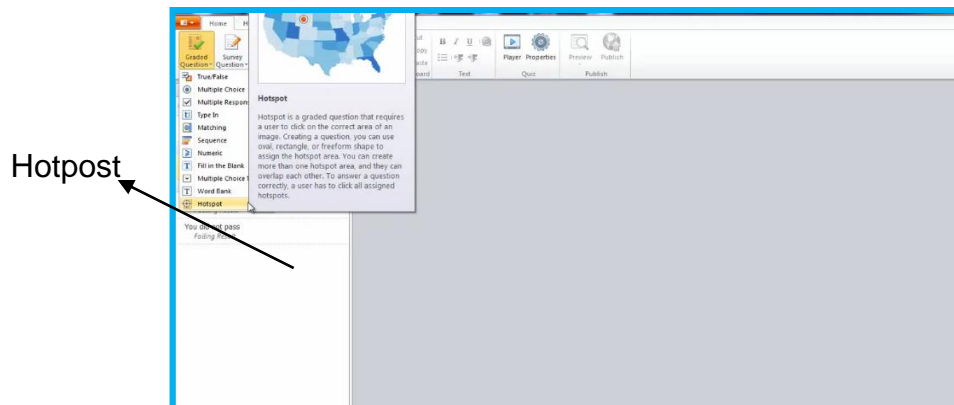 Home
B I U
Graded Question
Survey Question
Player Properties
Preview Publish
Text
Quiz
Publish
True/False
Multiple Choice
Multiple Respon
Type In
Matching
Sequence
Numeric
Fill in the Blank
Multiple Choice
Word Bank
Hotspot
Hotspot
Hotspot is a graded question that requires
a user to click on the correct area of an
image. Creating a question, you can use
oval, rectangle, or freeform shape to
assign the hotspot area. You can create
more than one hotspot area, and they can
overlap each other. To answer a question
correctly, a user has to click all assigned
hotspots.
Hotpost
You did not pass
Failing Result